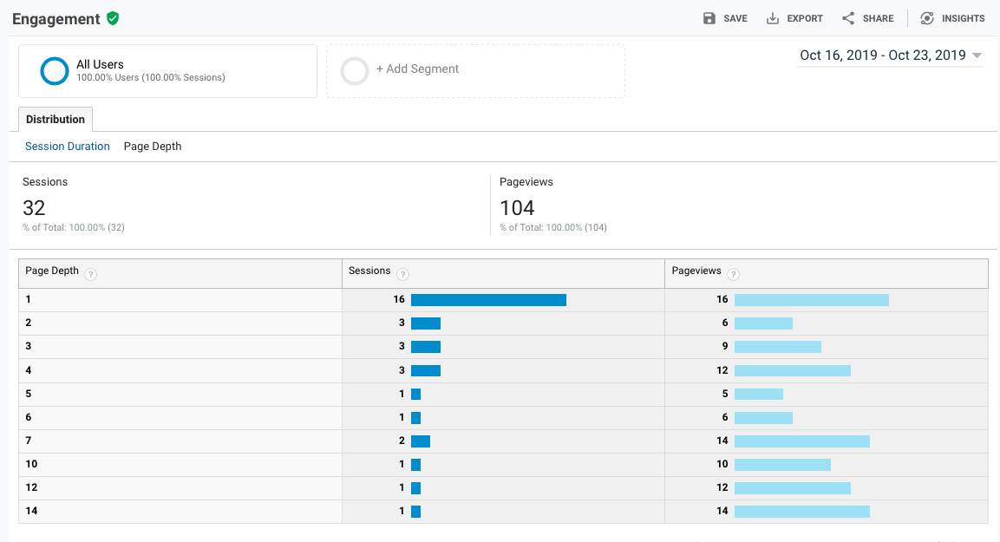 Engagement
SAVE EXPORT SHARE INSIGHTS
All Users
100.00% Users (100.00% Sessions)
+ Add Segment
Oct 16, 2019 - Oct 23, 2019
Distribution
Session Duration Page Depth
Sessions Pageviews
32 104
% of Total: 100.00% (32) % of Total: 100.00% (104)
Page Depth ? Sessions ? Pageviews ?
1 16 16
2 3 6
3 3 9
4 3 12
5 1 5
6 1 6
7 2 14
10 1 10
12 1 12
14 1 14